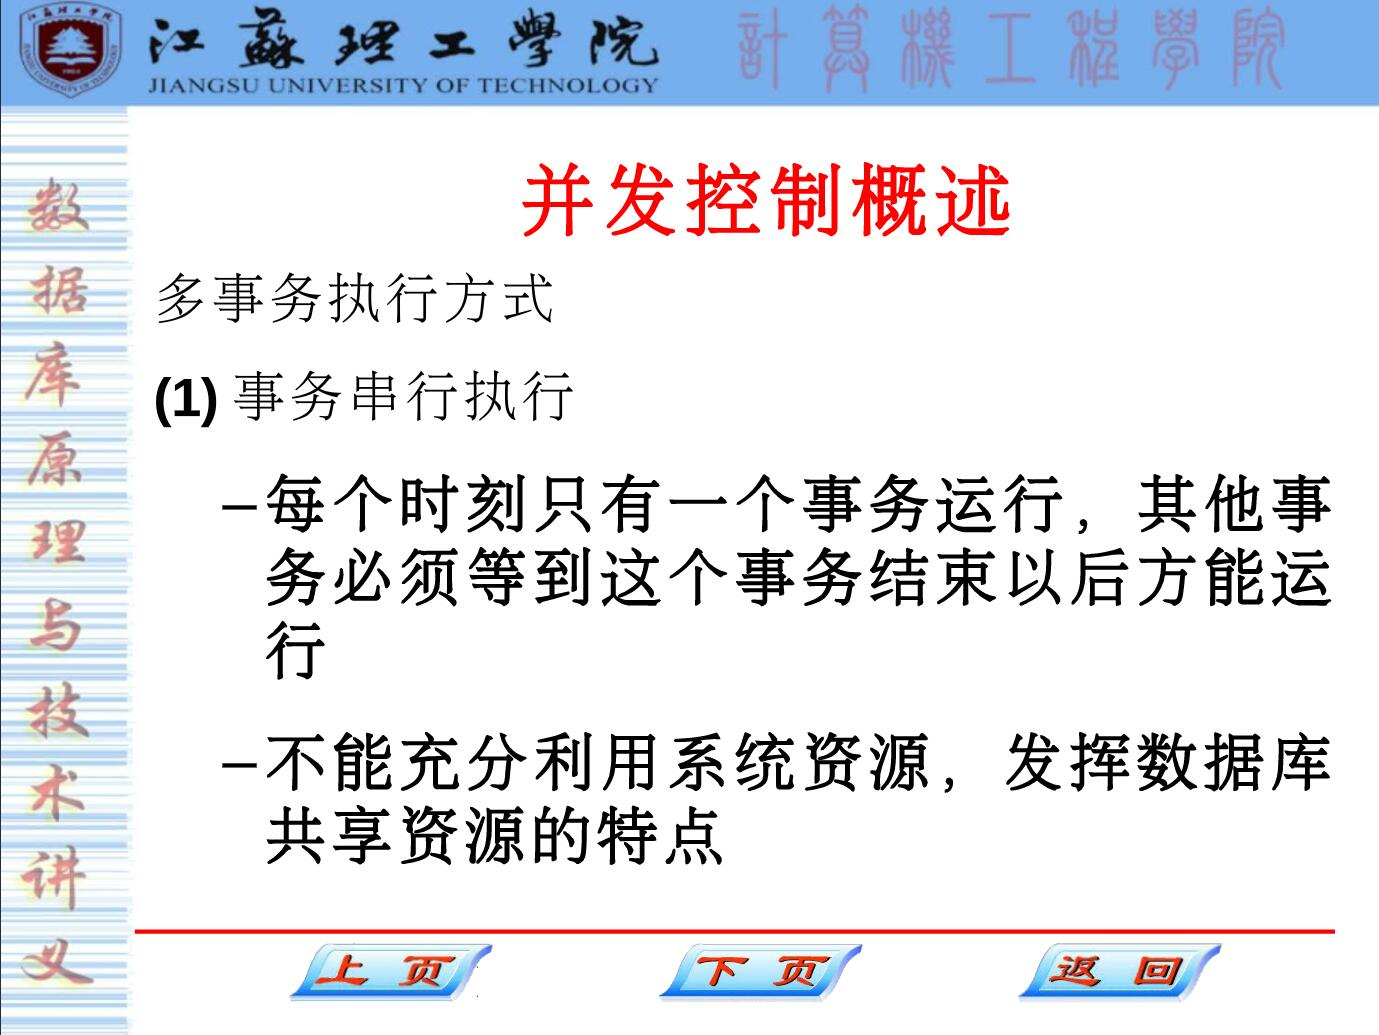 江蘇理工學院
JIANGSU UNIVERSITY OF TECHNOLOGY
計算機工程學院
数据库原理与技术讲义
并发控制概述
多事务执行方式
(1) 事务串行执行
–每个时刻只有一个事务运行，其他事
务必须等到这个事务结束以后方能运
行
–不能充分利用系统资源，发挥数据库
共享资源的特点
上页
下页
返回